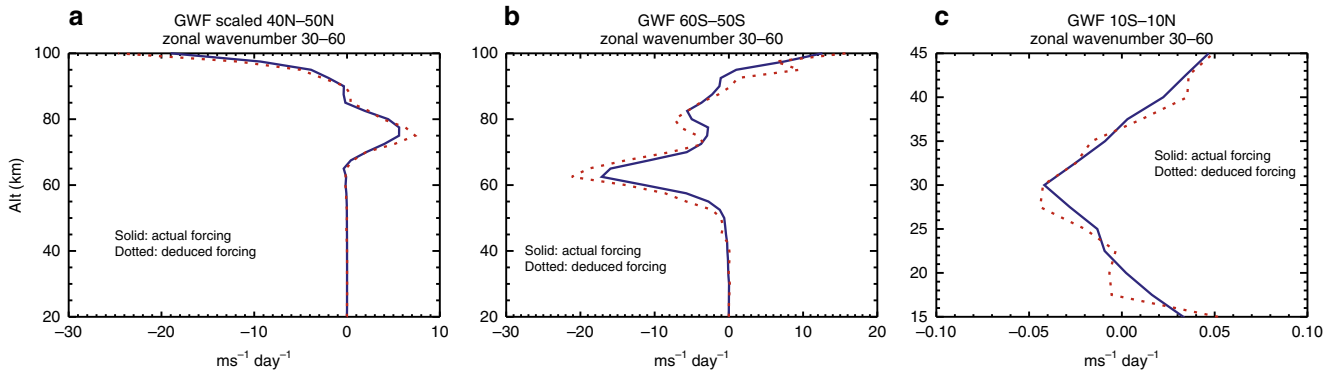 a
GWF scaled 40N–50N
zonal wavenumber 30–60
100
80
60
40
20
Alt (km)
Solid: actual forcing
Dotted: deduced forcing
–30
–20
–10
0
10
ms⁻¹ day⁻¹
b
GWF 60S–50S
zonal wavenumber 30–60
100
80
60
40
20
Solid: actual forcing
Dotted: deduced forcing
–30
–20
–10
0
10
20
ms⁻¹ day⁻¹
c
GWF 10S–10N
zonal wavenumber 30–60
45
40
35
30
25
20
15
Solid: actual forcing
Dotted: deduced forcing
–0.10
–0.05
0.00
0.05
0.10
ms⁻¹ day⁻¹